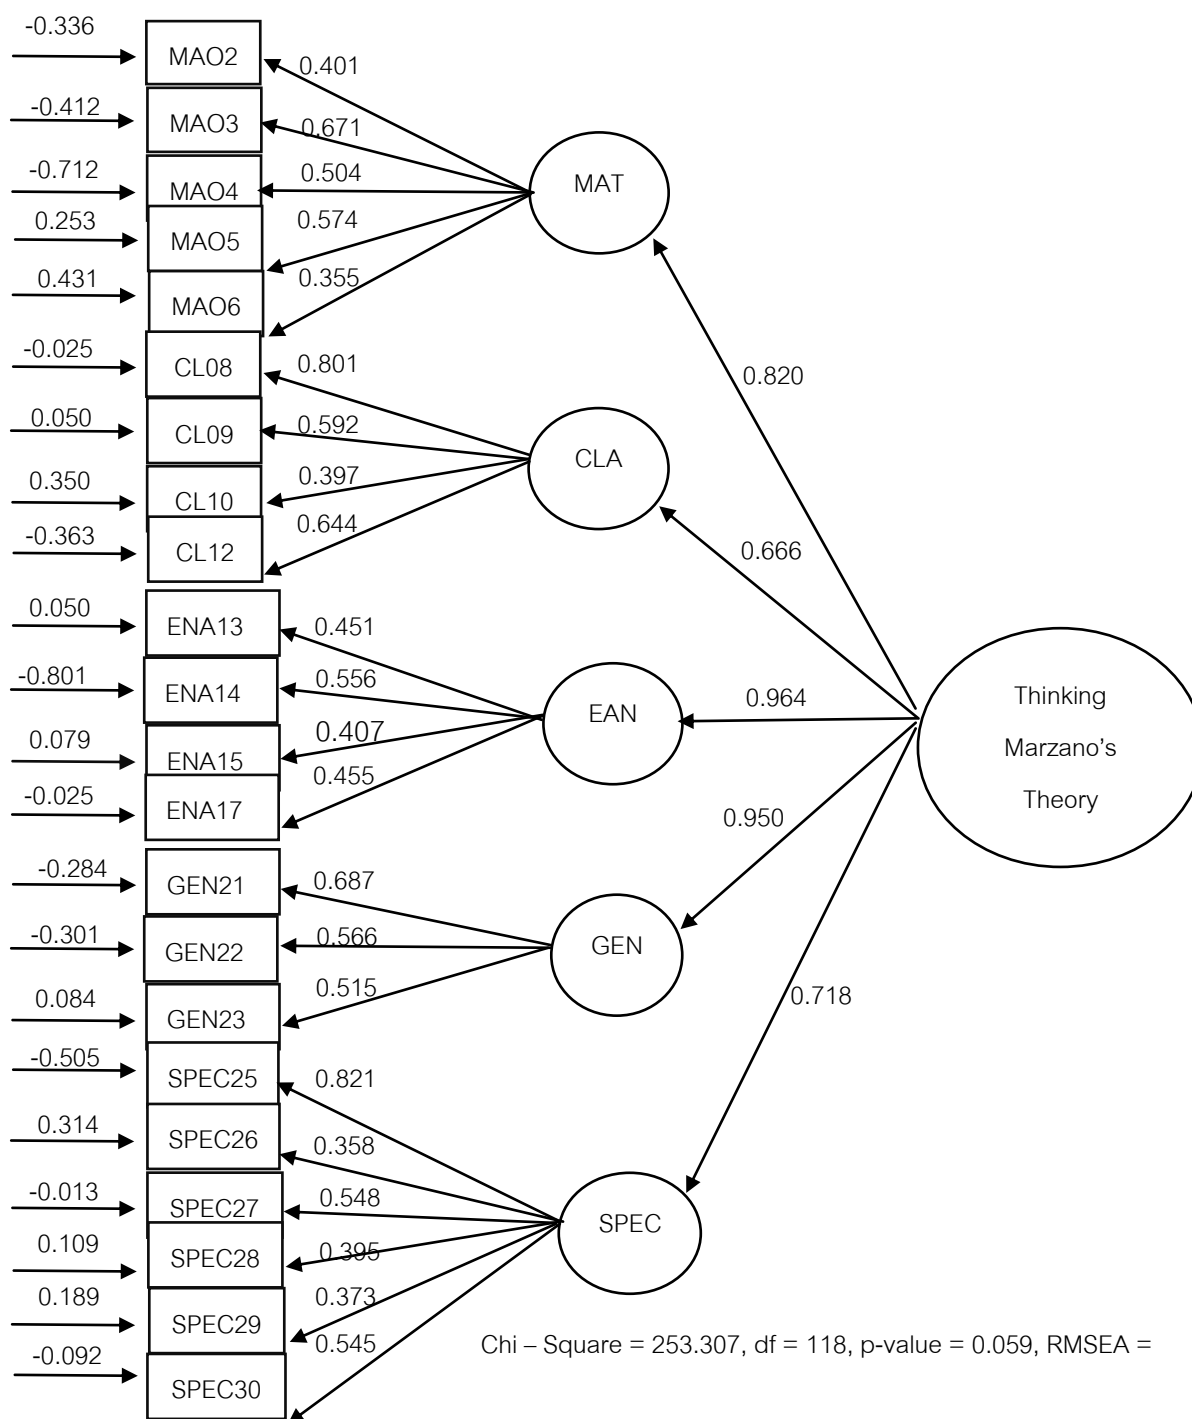 -0.336
MAO2
0.401
-0.412
MAO3
0.671
-0.712
MAO4
0.504
0.253
MAO5
0.574
0.431
MAO6
0.355
MAT
-0.025
CL08
0.801
0.050
CL09
0.592
0.350
CL10
0.397
-0.363
CL12
0.644
CLA
0.050
ENA13
0.451
-0.801
ENA14
0.556
0.079
ENA15
0.407
-0.025
ENA17
0.455
EAN
-0.284
GEN21
0.687
-0.301
GEN22
0.566
0.084
GEN23
0.515
GEN
-0.505
SPEC25
0.821
0.314
SPEC26
0.358
-0.013
SPEC27
0.548
0.109
SPEC28
0.395
0.189
SPEC29
0.373
-0.092
SPEC30
0.545
SPEC
0.820
0.666
0.964
0.950
0.718
Thinking
Marzano's
Theory
Chi – Square = 253.307, df = 118, p-value = 0.059, RMSEA =